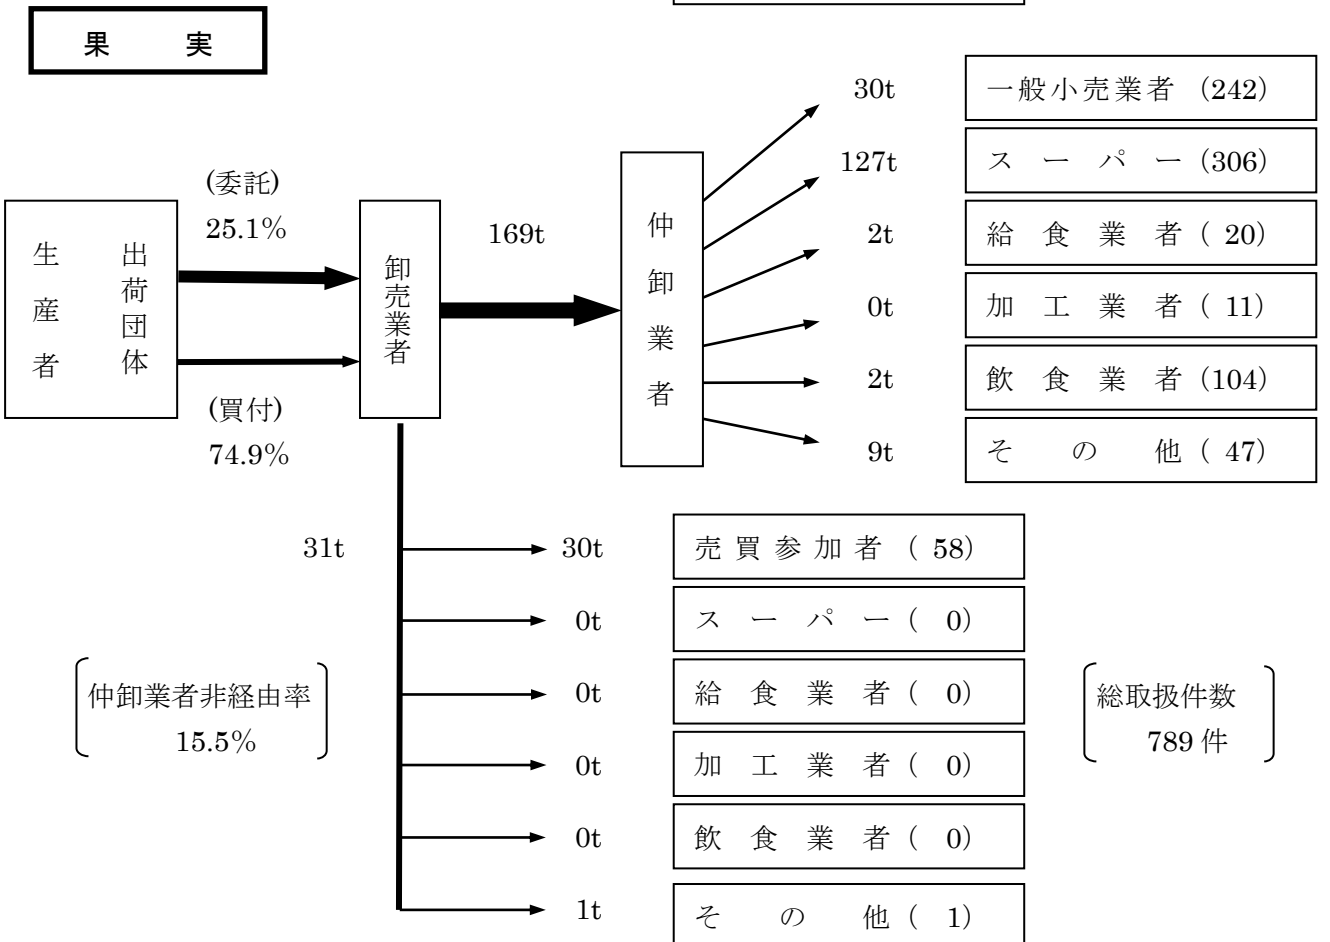 果 実
30t 一般小売業者 (242)
127t スーパー (306)
2t 給食業者 ( 20)
0t 加工業者 ( 11)
2t 飲食業者 (104)
9t その他 ( 47)
(委託)
25.1%
生産者
出荷団体
卸売業者
169t
仲卸業者
(買付)
74.9%
31t
30t 売買参加者 ( 58)
0t スーパー ( 0)
0t 給食業者 ( 0)
0t 加工業者 ( 0)
0t 飲食業者 ( 0)
1t その他 ( 1)
仲卸業者非経由率
15.5%
総取扱件数
789 件